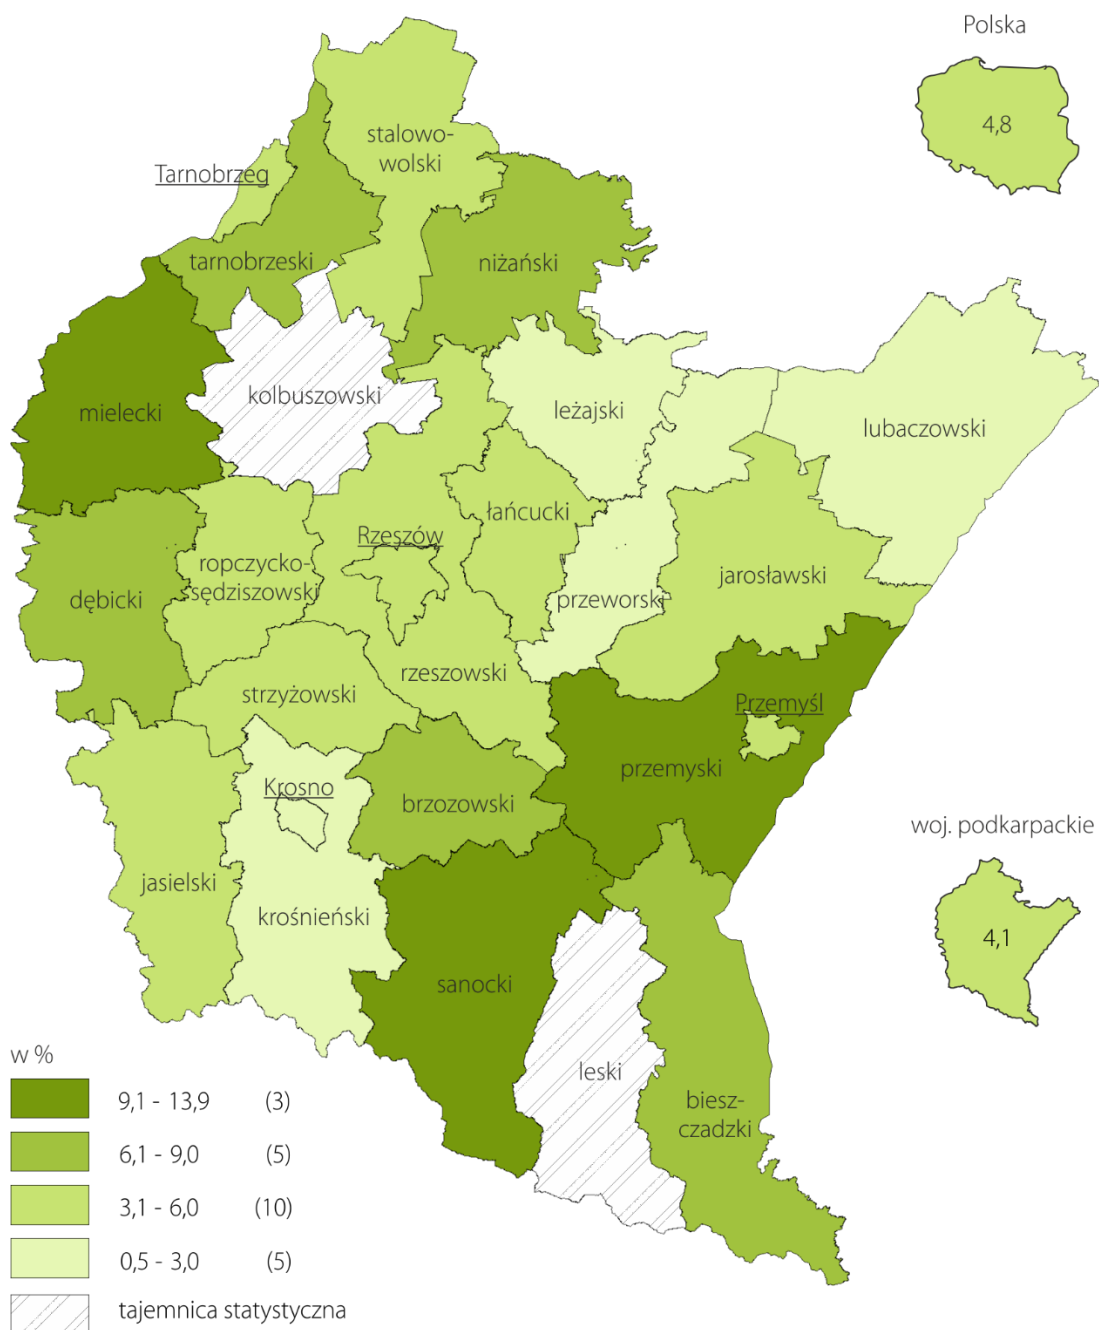 Polska
4,8
stalowo-
wolski
Tarnobrzeg
tarnobrzeski
niżański
kolbuszowski
mielecki
leżajski
lubaczowski
łańcucki
Rzeszów
ropczycko-
sędziszowski
jarosławski
dębicki
przeworski
rzeszowski
strzyżowski
Przemyśl
przemyski
Krosno
brzozowski
woj. podkarpackie
4,1
jasielski
krośnieński
sanocki
leski
biesz-
czadzki
w %
9,1 - 13,9 (3)
6,1 - 9,0 (5)
3,1 - 6,0 (10)
0,5 - 3,0 (5)
tajemnica statystyczna